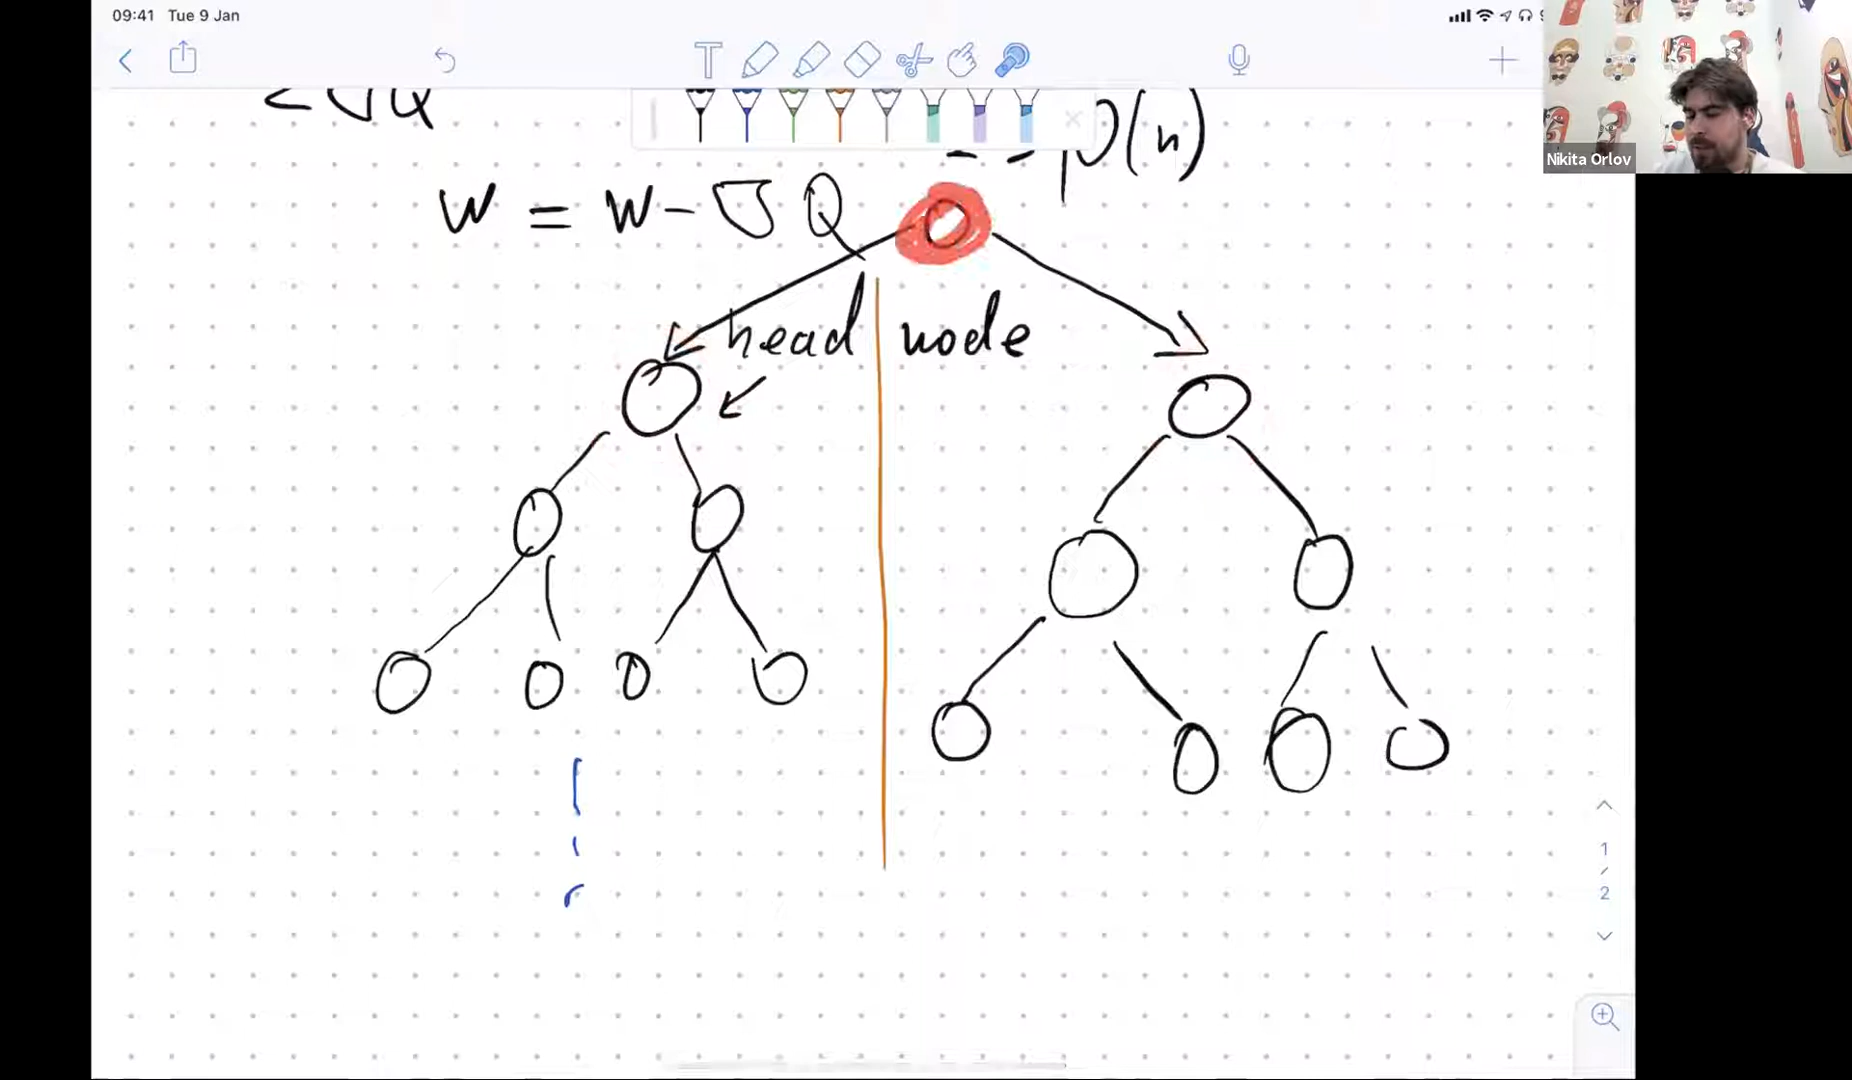 09:41 Tue 9 Jan
T
Nikita Orlov
W = W - ∇ Q
head node
1
2